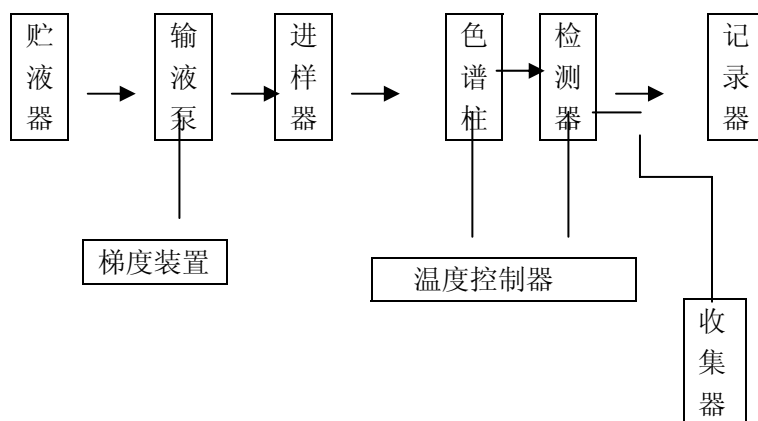 贮液器
输液泵
进样器
色谱柱
检测器
记录器
梯度装置
温度控制器
收集器